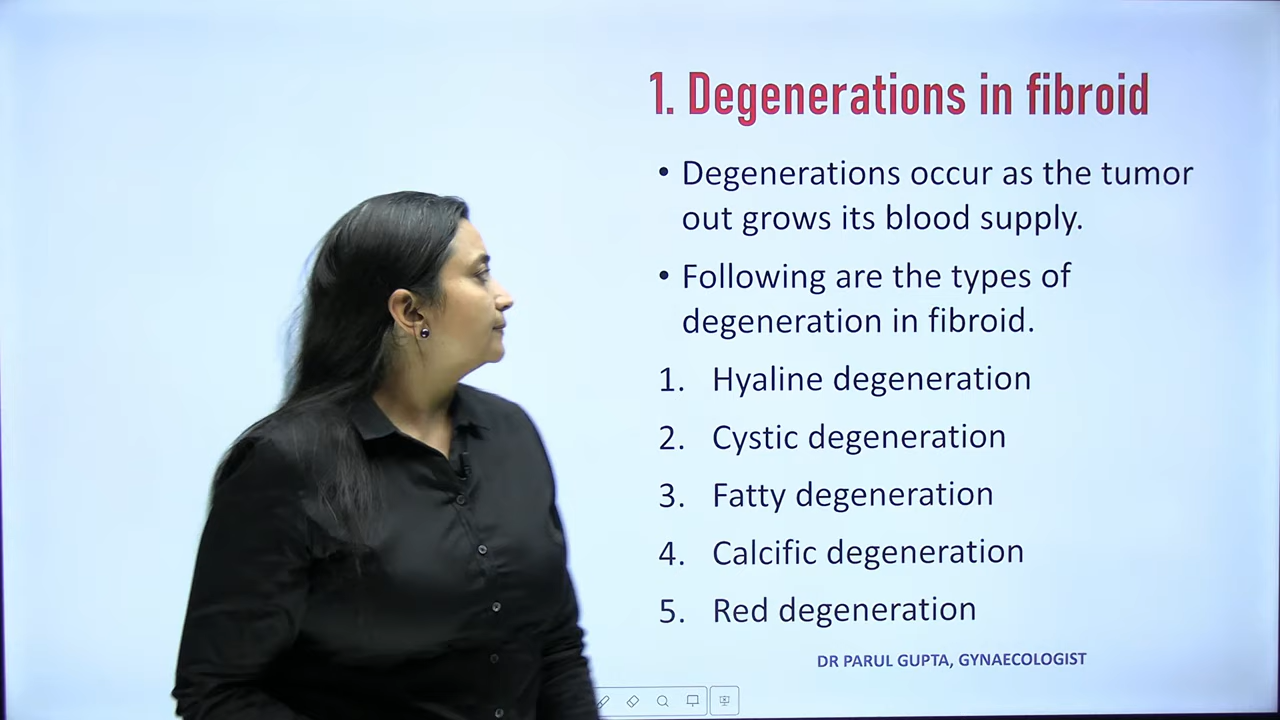 1. Degenerations in fibroid
• Degenerations occur as the tumor
out grows its blood supply.
• Following are the types of
degeneration in fibroid.
1. Hyaline degeneration
2. Cystic degeneration
3. Fatty degeneration
4. Calcific degeneration
5. Red degeneration
DR PARUL GUPTA, GYNAECOLOGIST